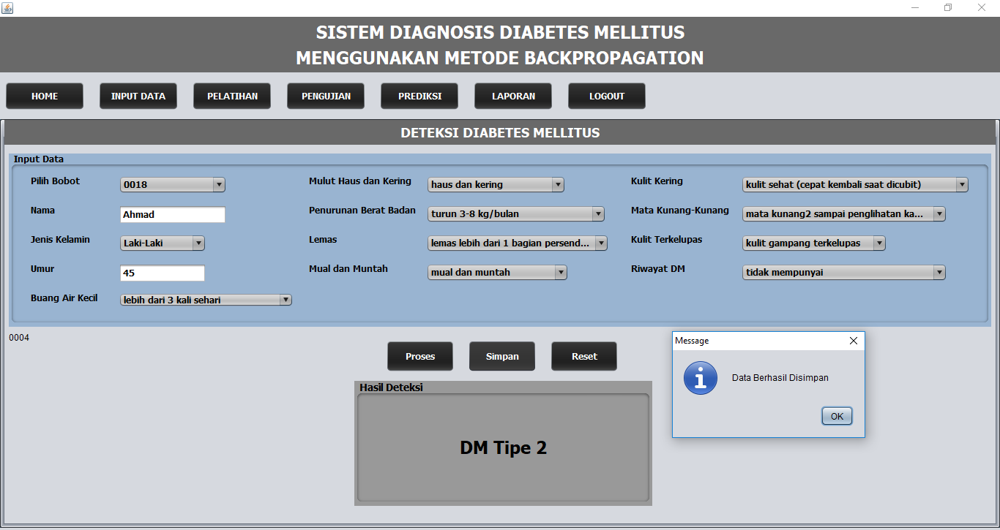 SISTEM DIAGNOSIS DIABETES MELLITUS
MENGGUNAKAN METODE BACKPROPAGATION
HOME INPUT DATA PELATIHAN PENGUJIAN PREDIKSI LAPORAN LOGOUT
DETEKSI DIABETES MELLITUS
Input Data
Pilih Bobot 0018 Mulut Haus dan Kering haus dan kering Kulit Kering kulit sehat (cepat kembali saat dicubit)
Nama Ahmad Penurunan Berat Badan turun 3-8 kg/bulan Mata Kunang-Kunang mata kunang2 sampai penglihatan ka...
Jenis Kelamin Laki-Laki Lemas lemas lebih dari 1 bagian persend... Kulit Terkelupas kulit gampang terkelupas
Umur 45 Mual dan Muntah mual dan muntah Riwayat DM tidak mempunyai
Buang Air Kecil lebih dari 3 kali sehari
0004
Proses Simpan Reset
Hasil Deteksi
DM Tipe 2
Message
Data Berhasil Disimpan
OK